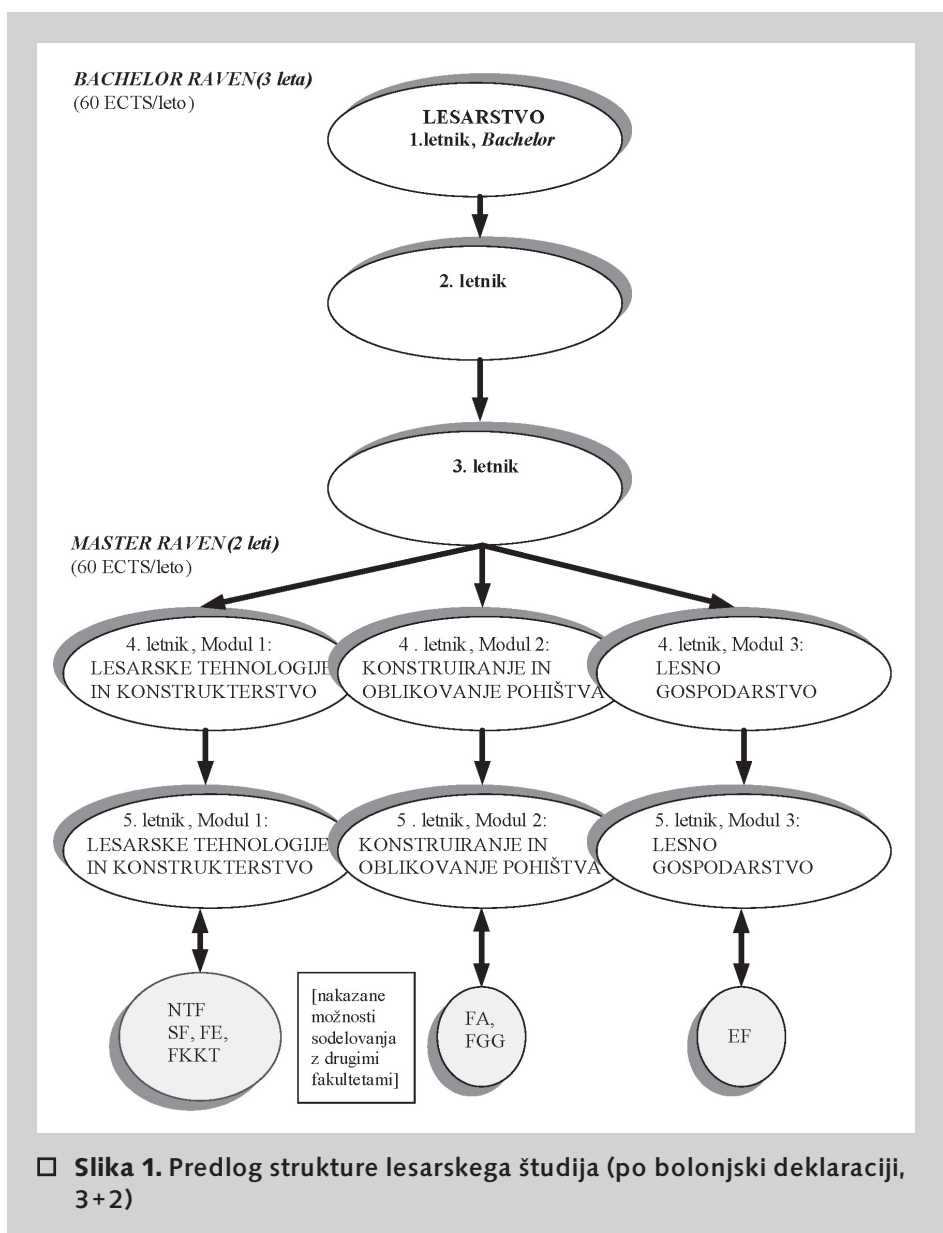 BACHELOR RAVEN (3 leta)
(60 ECTS/leto)
LESARSTVO
1.letnik, Bachelor
2. letnik
3. letnik
MASTER RAVEN (2 leti)
(60 ECTS/leto)
4. letnik, Modul 1:
LESARSKE TEHNOLOGIJE
IN KONSTRUKTERSTVO
4. letnik, Modul 2:
KONSTRUIRANJE IN
OBLIKOVANJE POHIŠTVA
4. letnik, Modul 3:
LESNO
GOSPODARSTVO
5. letnik, Modul 1:
LESARSKE TEHNOLOGIJE
IN KONSTRUKTERSTVO
5. letnik, Modul 2:
KONSTRUIRANJE IN
OBLIKOVANJE POHIŠTVA
5. letnik, Modul 3:
LESNO
GOSPODARSTVO
NTF
SF, FE,
FKKT
[nakazane
možnosti
sodelovanja
z drugimi
fakultetami]
FA,
FGG
EF
Slika 1. Predlog strukture lesarskega študija (po bolonjski deklaraciji,
3+2)